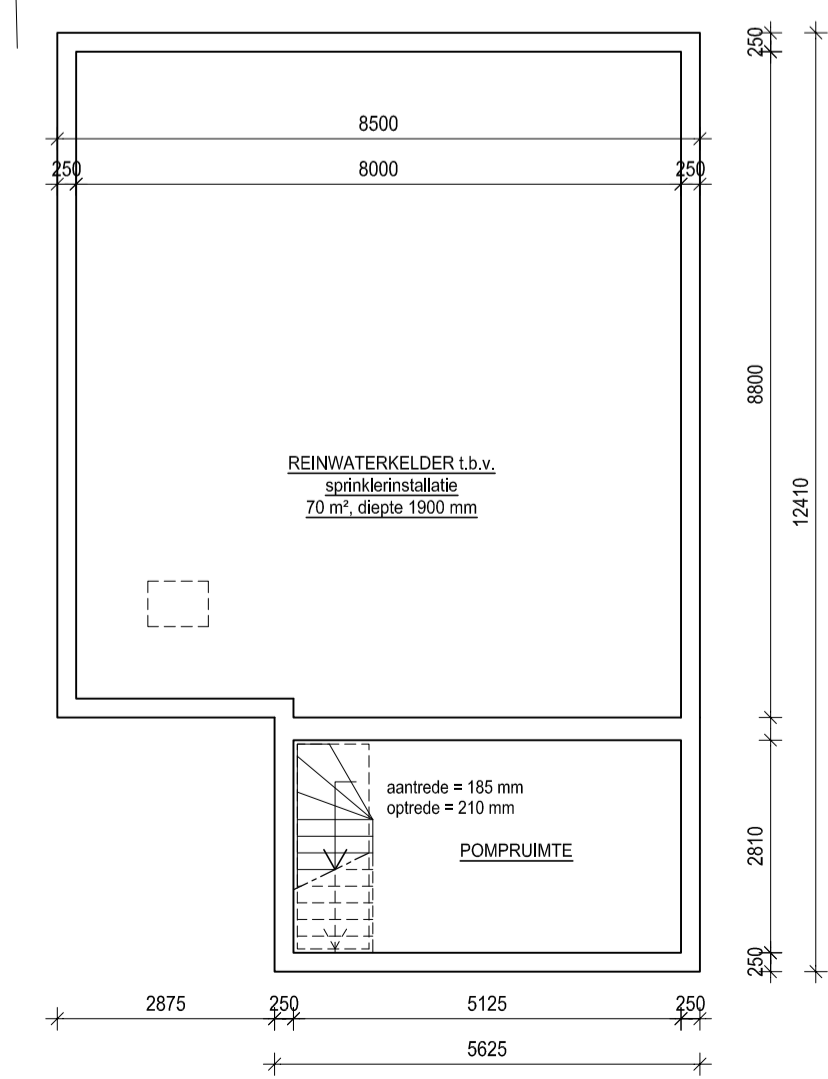 250
8500
250
8000
250
8800
12410
REINWATERKELDER t.b.v.
sprinklerinstallatie
70 m², diepte 1900 mm
aantrede = 185 mm
optrede = 210 mm
POMPRUIMTE
2810
250
2875
250
5125
250
5625